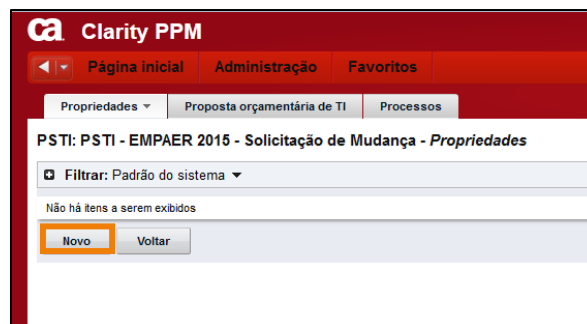 ca Clarity PPM
Página inicial Administração Favoritos
Propriedades Proposta orçamentária de TI Processos
PSTI: PSTI - EMPAER 2015 - Solicitação de Mudança - Propriedades
Filtrar: Padrão do sistema
Não há itens a serem exibidos
Novo Voltar